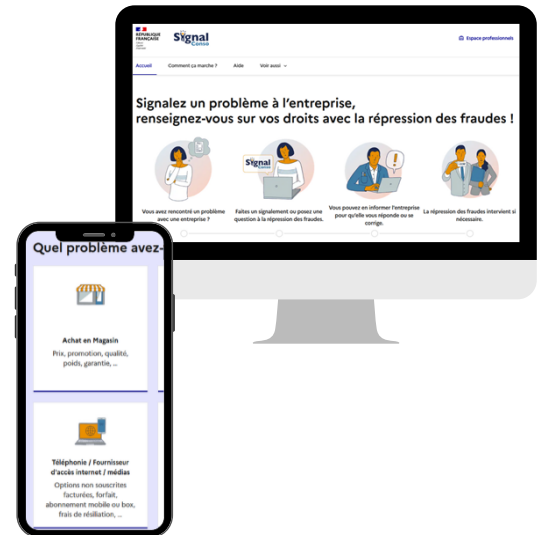 RÉPUBLIQUE
FRANÇAISE
Signal
Conso
Espace professionnels
Accueil
Comment ça marche ?
Aide
Voir aussi
Signalez un problème à l'entreprise,
renseignez-vous sur vos droits avec la répression des fraudes !
Signal
Conso
Vous avez rencontré un problème
avec une entreprise ?
Faites un signalement ou posez une
question à la répression des fraudes.
Vous pouvez en informer l'entreprise
pour qu'elle vous réponde ou se
corrige.
La répression des fraudes intervient si
nécessaire.
Quel problème avez-
Achat en Magasin
Prix, promotion, qualité,
poids, garantie, ...
Téléphonie / Fournisseur
d'accès internet / médias
Options non souscrites
facturées, forfait,
abonnement mobile ou box,
frais de résiliation, ...